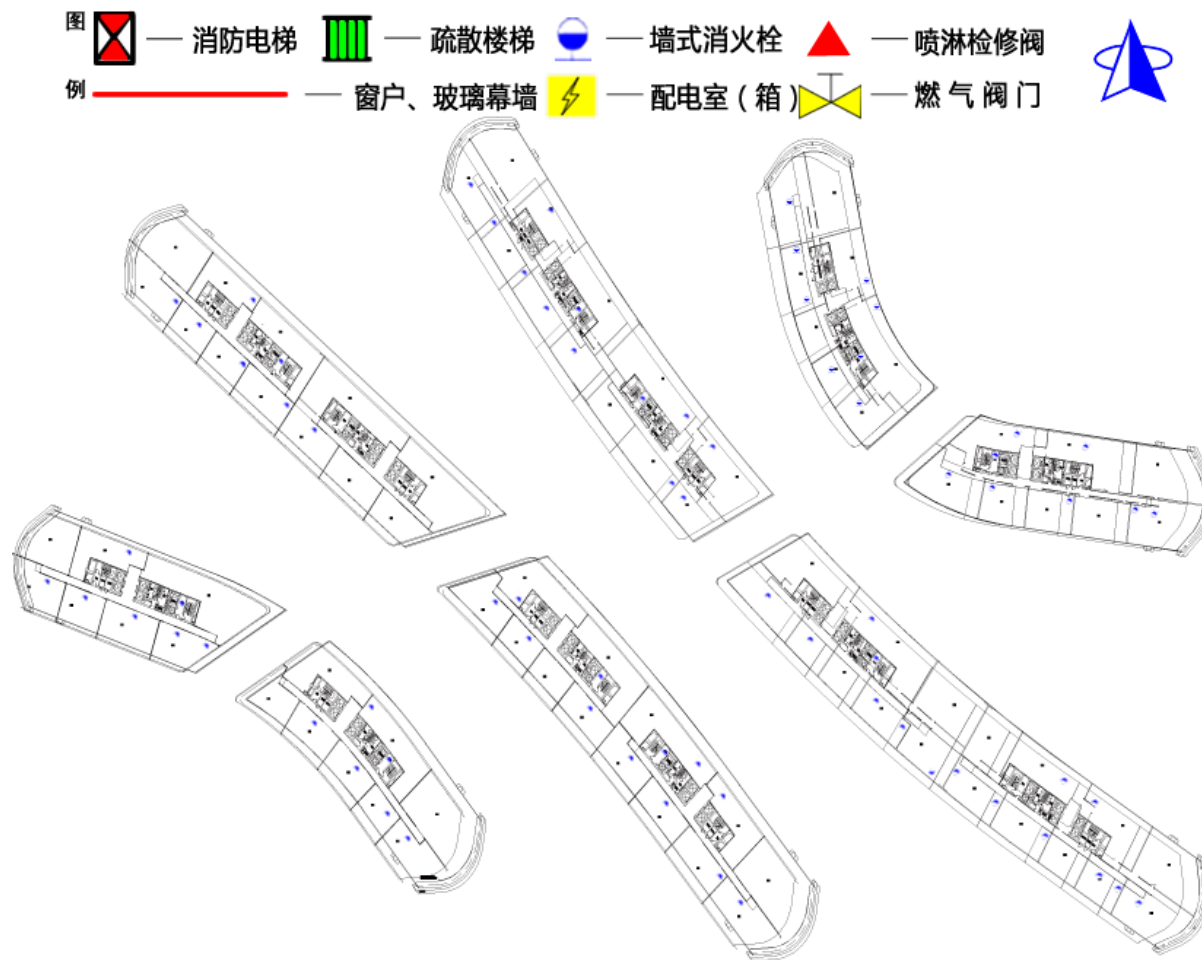 图 — 消防电梯 — 疏散楼梯 — 墙式消火栓 — 喷淋检修阀
例 — 窗户、玻璃幕墙 — 配电室（箱） — 燃气阀门